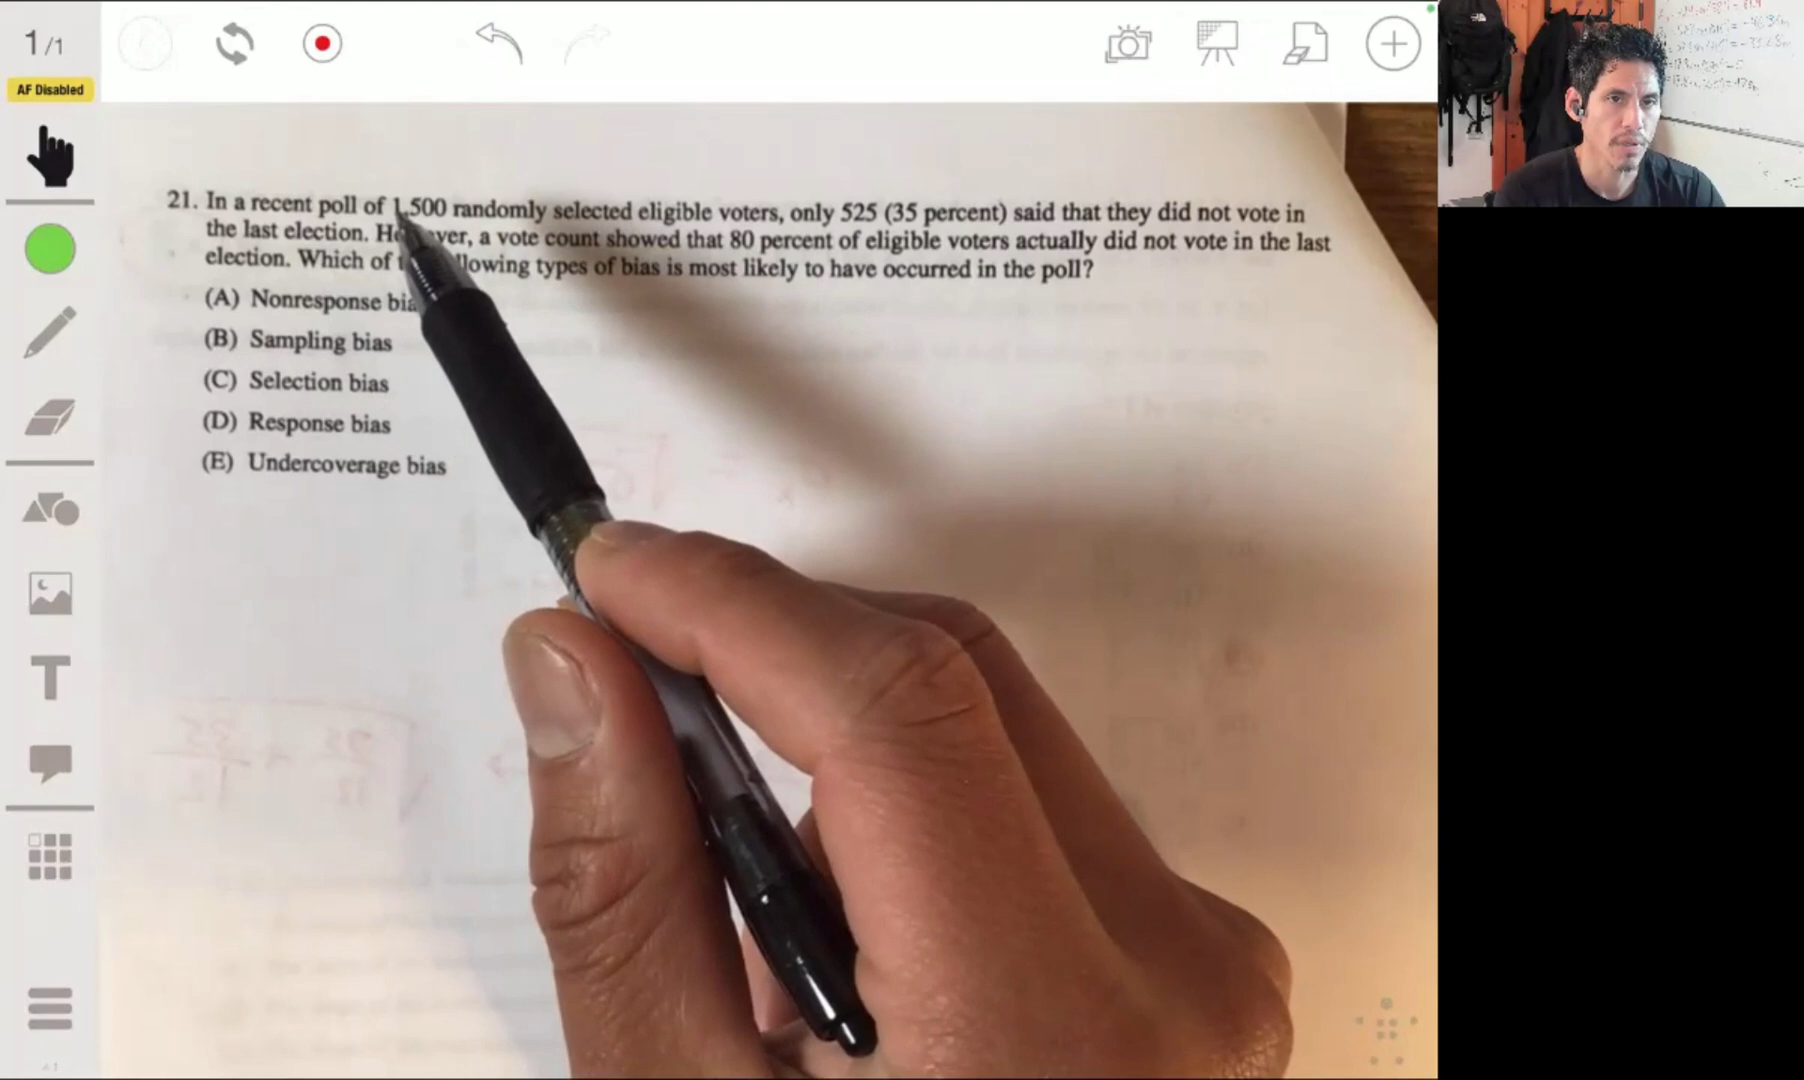 1/1
AF Disabled
21. In a recent poll of 1,500 randomly selected eligible voters, only 525 (35 percent) said that they did not vote in
the last election. However, a vote count showed that 80 percent of eligible voters actually did not vote in the last
election. Which of lowing types of bias is most likely to have occurred in the poll?
(A) Nonresponse bia
(B) Sampling bias
(C) Selection bias
(D) Response bias
(E) Undercoverage bias
T